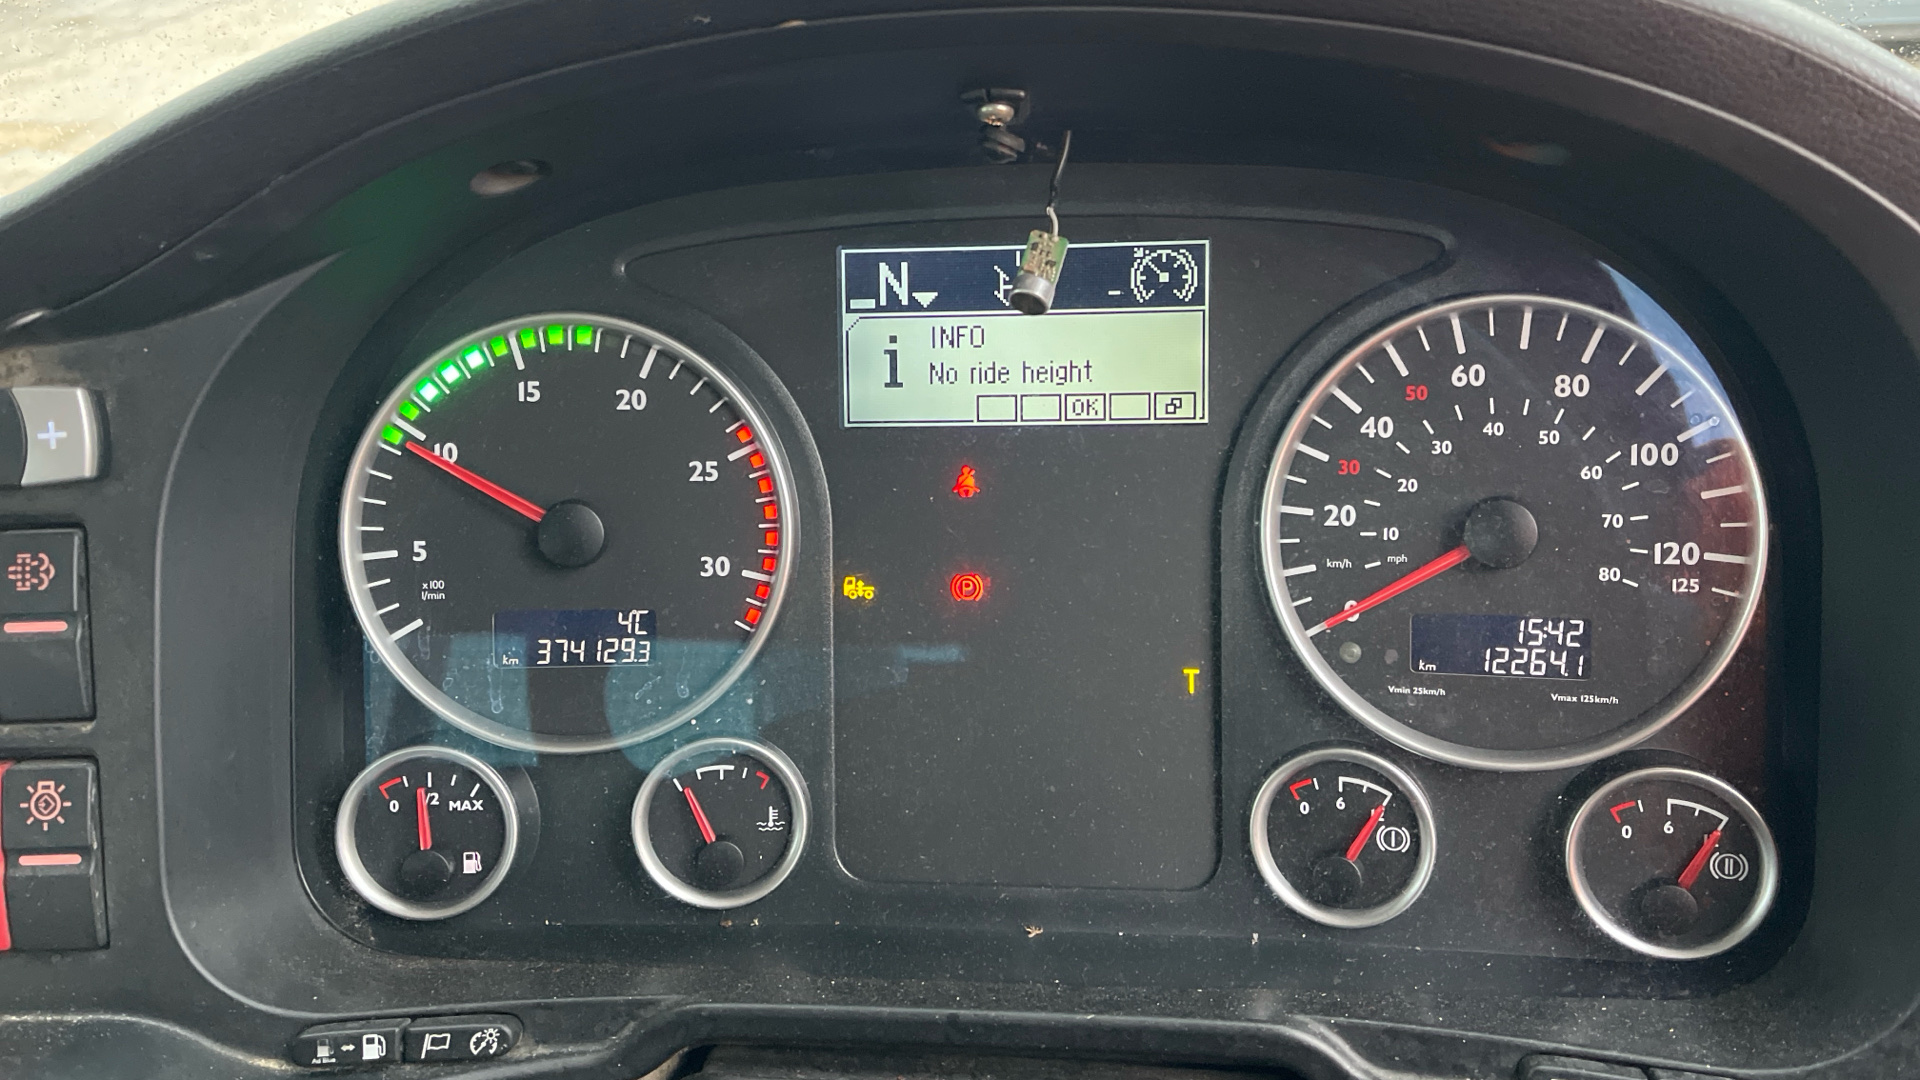 N
INFO
i No ride height
OK
5
10
15
20
25
30
x100
l/min
4C
km 374129.3
0 1/2 MAX
20
30
40
50
60
80
100
120
125
km/h
mph
10
20
30
40
50
60
70
80
15:42
km 12264.1
Vmin 25km/h
Vmax 125km/h
T
P
0 6
0 6
Ad Blue